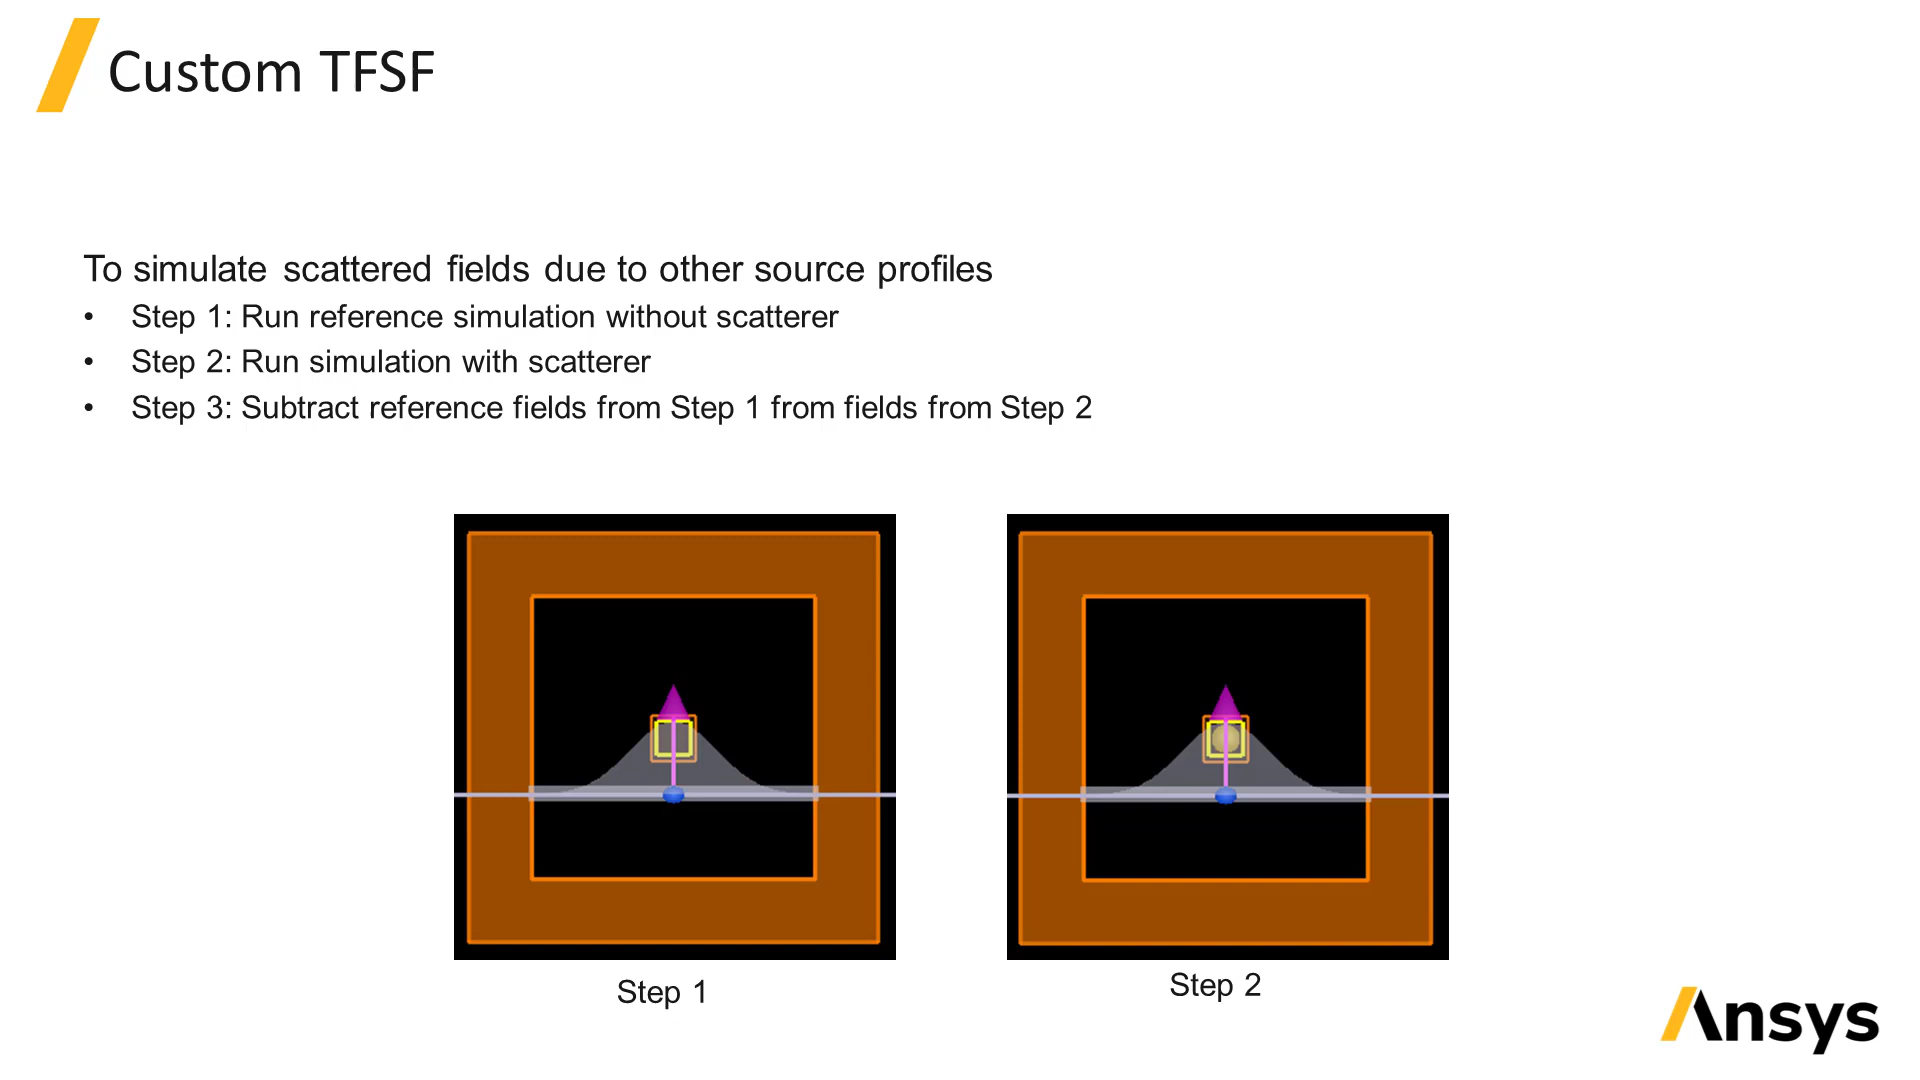 Custom TFSF
To simulate scattered fields due to other source profiles
• Step 1: Run reference simulation without scatterer
• Step 2: Run simulation with scatterer
• Step 3: Subtract reference fields from Step 1 from fields from Step 2
Step 1
Step 2
Ansys